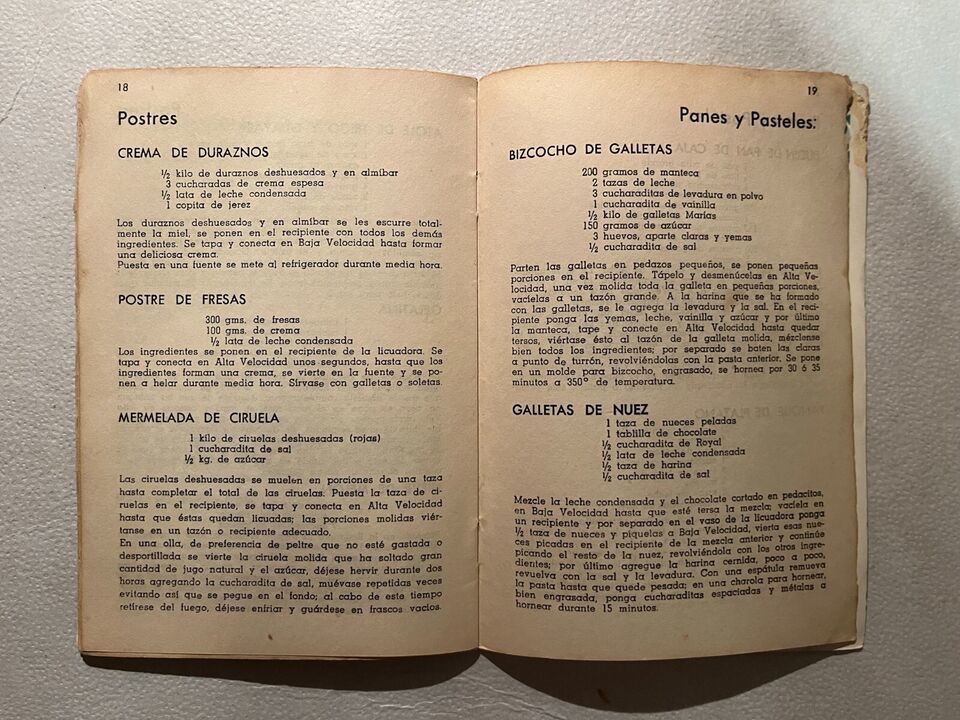 18
Postres
CREMA DE DURAZNOS
½ kilo de duraznos deshuesados y en almíbar
3 cucharadas de crema espesa
½ lata de leche condensada
1 copita de jerez
Los duraznos deshuesados y en almíbar se les escurre total-
mente la miel, se ponen en el recipiente con todos los demás
ingredientes. Se tapa y conecta en Baja Velocidad hasta formar
una deliciosa crema.
Puesta en una fuente se mete al refrigerador durante media hora.
POSTRE DE FRESAS
300 gms. de fresas
100 gms. de crema
½ lata de leche condensada
Los ingredientes se ponen en el recipiente de la licuadora. Se
tapa y conecta en Alta Velocidad unos segundos, hasta que los
ingredientes forman una crema, se vierte en la fuente y se po-
nen a helar durante media hora. Sírvase con galletas o soletas.
MERMELADA DE CIRUELA
1 kilo de ciruelas deshuesadas (rojas)
1 cucharadita de sal
½ kg. de azúcar
Las ciruelas deshuesadas se muelen en porciones de una taza
hasta completar el total de las ciruelas. Puesta la taza de ci-
ruelas en el recipiente, se tapa y conecta en Alta Velocidad
hasta que éstas quedan licuadas; las porciones molidas viér-
tanse en un tazón o recipiente adecuado.
En una olla, de preferencia de peltre que no esté gastada o
desportillada se vierte la ciruela molida que ha soltado gran
cantidad de jugo natural y el azúcar, déjese hervir durante dos
horas agregando la cucharadita de sal, muévase repetidas veces
evitando así que se pegue en el fondo; al cabo de este tiempo
retírese del fuego, déjese enfriar y guárdese en frascos vacíos.
19
Panes y Pasteles:
BIZCOCHO DE GALLETAS
200 gramos de manteca
2 tazas de leche
3 cucharaditas de levadura en polvo
1 cucharadita de vainilla
½ kilo de galletas Marías
150 gramos de azúcar
3 huevos, aparte claras y yemas
½ cucharadita de sal
Parten las galletas en pedazos pequeños, se ponen pequeñas
porciones en el recipiente. Tápelo y desmenúcelas en Alta Ve-
locidad, una vez molida toda la galleta en pequeñas porciones,
vacíelas a un tazón grande. A la harina que se ha formado
con las galletas, se le agrega la levadura y la sal. En el reci-
piente ponga las yemas, leche, vainilla y azúcar y por último
la manteca, tape y conecte en Alta Velocidad hasta quedar
tersos, viértase ésto al tazón de la galleta molida, mézclense
bien todos los ingredientes; por separado se baten las claras
a punto de turrón, revolviéndolas con la pasta anterior. Se pone
en un molde para bizcocho, engrasado, se hornea por 30 ó 35
minutos a 350° de temperatura.
GALLETAS DE NUEZ
1 taza de nueces peladas
1 tablilla de chocolate
½ cucharadita de Royal
½ lata de leche condensada
½ taza de harina
½ cucharadita de sal
Mezcle la leche condensada y el chocolate cortado en pedacitos,
en Baja Velocidad hasta que esté tersa la mezcla; vacíela en
un recipiente y por separado en el vaso de la licuadora ponga
½ taza de nueces y piquelas a Baja Velocidad, vierta esas nue-
ces picadas en el recipiente de la mezcla anterior y continúe
picando el resto de la nuez, revolviéndola con los otros ingre-
dientes; por último agregue la harina cernida, poco a poco,
revuelva con la sal y la levadura. Con una espátula remueva
la pasta hasta que quede pesada; en una charola para hornear,
bien engrasada, ponga cucharaditas espaciadas y métalas a
hornear durante 15 minutos.